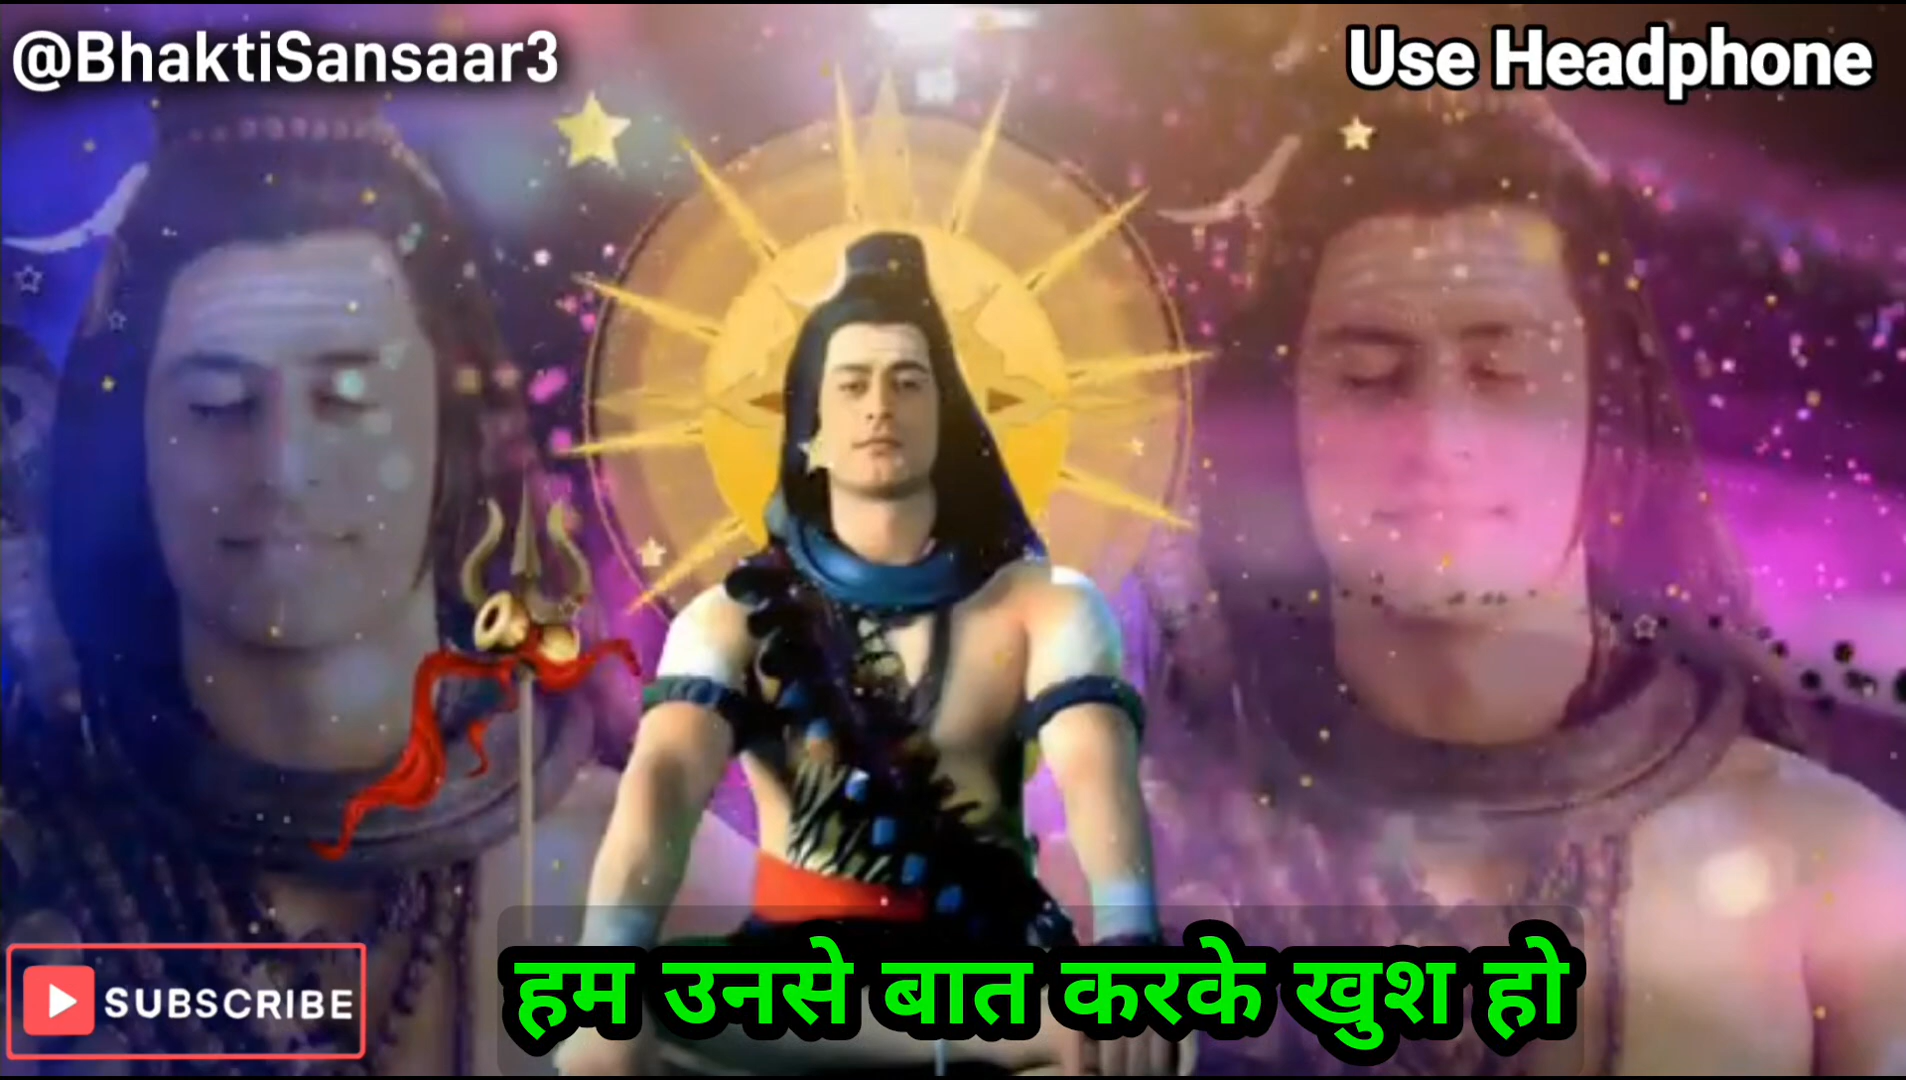 @BhaktiSansaar3
Use Headphone
SUBSCRIBE
हम उनसे बात करके खुश हो